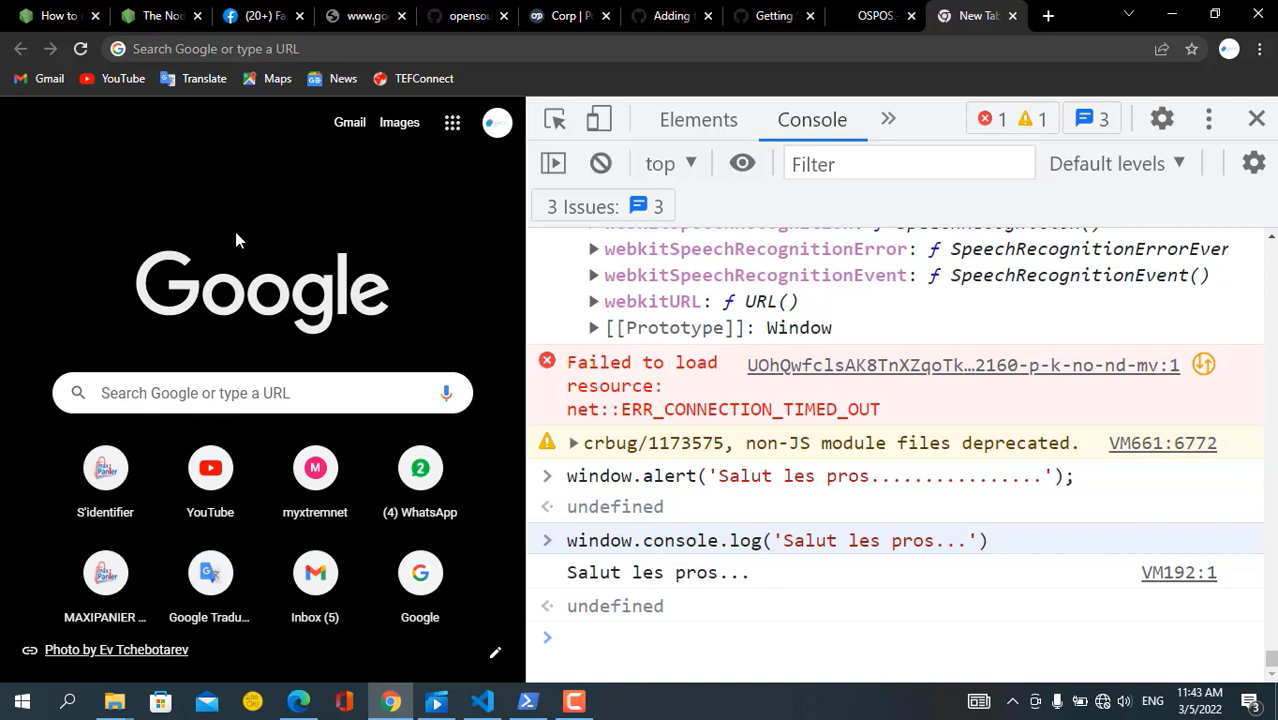 How to
The Nod
(20+) Fa
www.goo
opensou
Corp | P
Adding
Getting
OSPOS -
New Tab
Search Google or type a URL
Gmail
YouTube
Translate
Maps
News
TEFConnect
Gmail
Images
Elements
Console
1
1
3
top
Filter
Default levels
3 Issues:
3
webkitSpeechRecognitionError: ƒ SpeechRecognitionErrorEver
webkitSpeechRecognitionEvent: ƒ SpeechRecognitionEvent()
webkitURL: ƒ URL()
[[Prototype]]: Window
Failed to load
UOhQwfclsAK8TnXZqoTk…2160-p-k-no-nd-mv:1
resource:
net::ERR_CONNECTION_TIMED_OUT
crbug/1173575, non-JS module files deprecated.
VM661:6772
window.alert('Salut les pros................');
undefined
window.console.log('Salut les pros...')
Salut les pros...
VM192:1
undefined
Google
Search Google or type a URL
S'identifier
YouTube
myxtremnet
(4) WhatsApp
M
2
MAXIPANIER ...
Google Tradu...
Inbox (5)
Google
Photo by Ev Tchebotarev
ENG
11:43 AM
3/5/2022
3